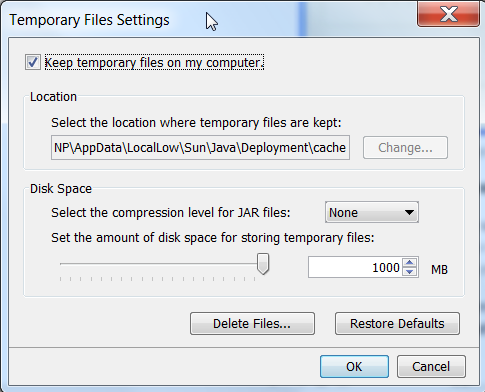 Temporary Files Settings
Keep temporary files on my computer.
Location
Select the location where temporary files are kept:
NP\AppData\LocalLow\Sun\Java\Deployment\cache
Change...
Disk Space
Select the compression level for JAR files:
None
Set the amount of disk space for storing temporary files:
1000
MB
Delete Files...
Restore Defaults
OK
Cancel